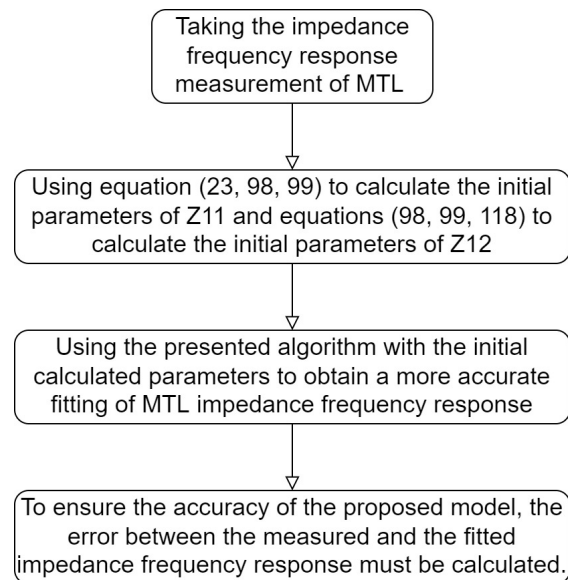 Taking the impedance
frequency response
measurement of MTL
Using equation (23, 98, 99) to calculate the initial
parameters of Z11 and equations (98, 99, 118) to
calculate the initial parameters of Z12
Using the presented algorithm with the initial
calculated parameters to obtain a more accurate
fitting of MTL impedance frequency response
To ensure the accuracy of the proposed model, the
error between the measured and the fitted
impedance frequency response must be calculated.